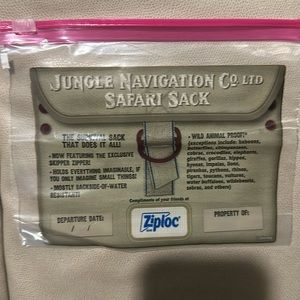 JUNGLE NAVIGATION CO. LTD
SAFARI SACK
THE SURVIVAL SACK
THAT DOES IT ALL!
• NOW FEATURING THE EXCLUSIVE
SKIPPER ZIPPER!
• HOLDS EVERYTHING IMAGINABLE, IF
YOU ONLY IMAGINE SMALL THINGS!
• MOSTLY BACKSIDE-OF-WATER
RESISTANT!
• WILD ANIMAL PROOF!*
(exceptions include: baboons,
butterflies, chimpanzees,
cobras, crocodiles, elephants,
giraffes, gorillas, hippos,
hyenas, impalas, lions,
piranhas, pythons, rhinos,
tigers, toucans, vultures,
water buffaloes, wildebeests,
zebras, and others)
Compliments of your friends at
DEPARTURE DATE:
/ /
Ziploc
PROPERTY OF: